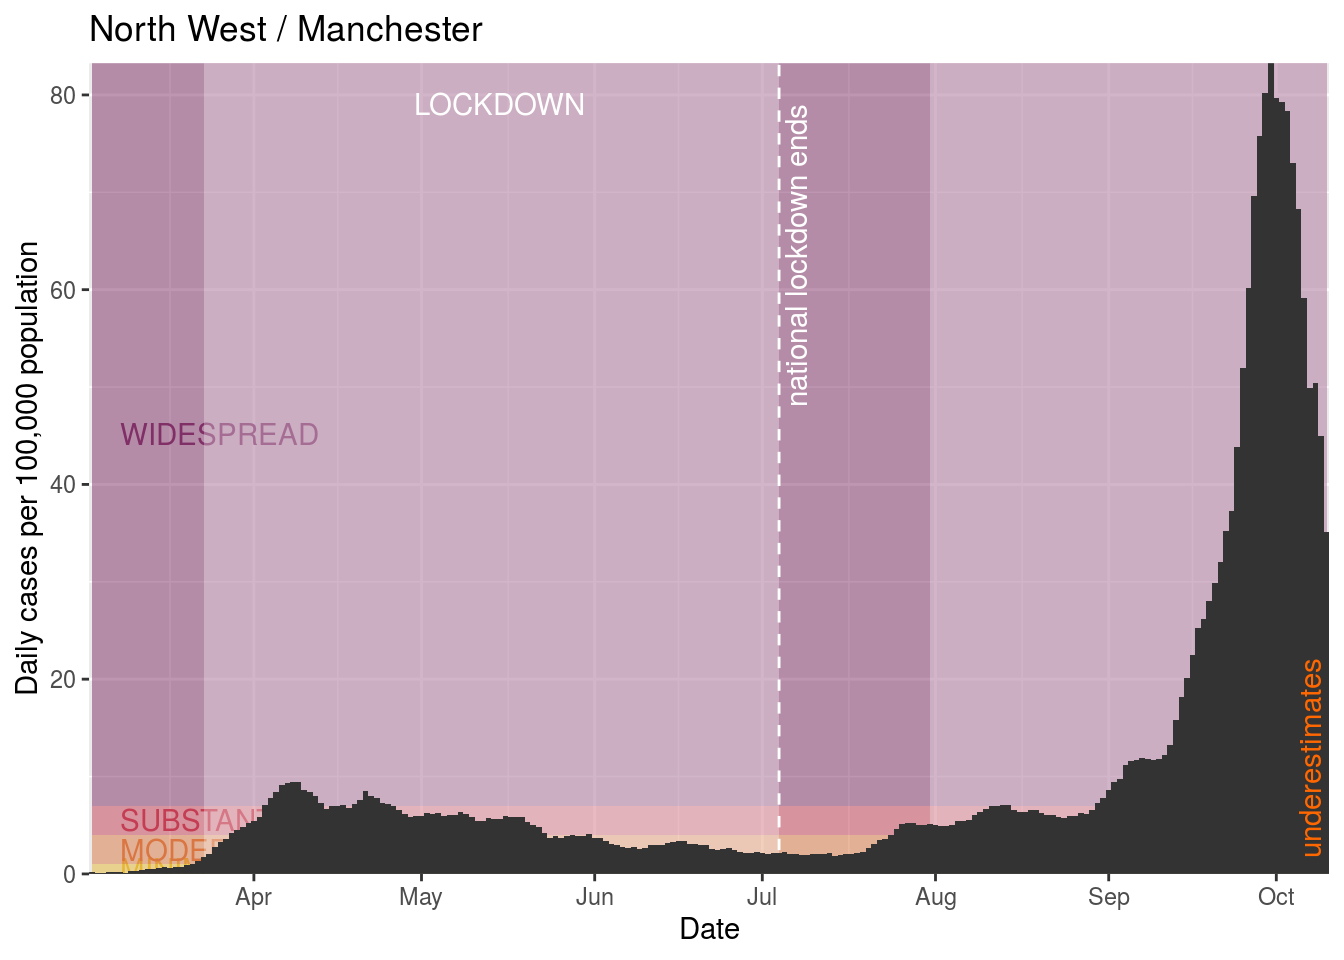 North West / Manchester
80
60
40
20
0
Daily cases per 100,000 population
LOCKDOWN
national lockdown ends
WIDESPREAD
SUBSTAN
MODE
underestimates
Apr
May
Jun
Jul
Aug
Sep
Oct
Date